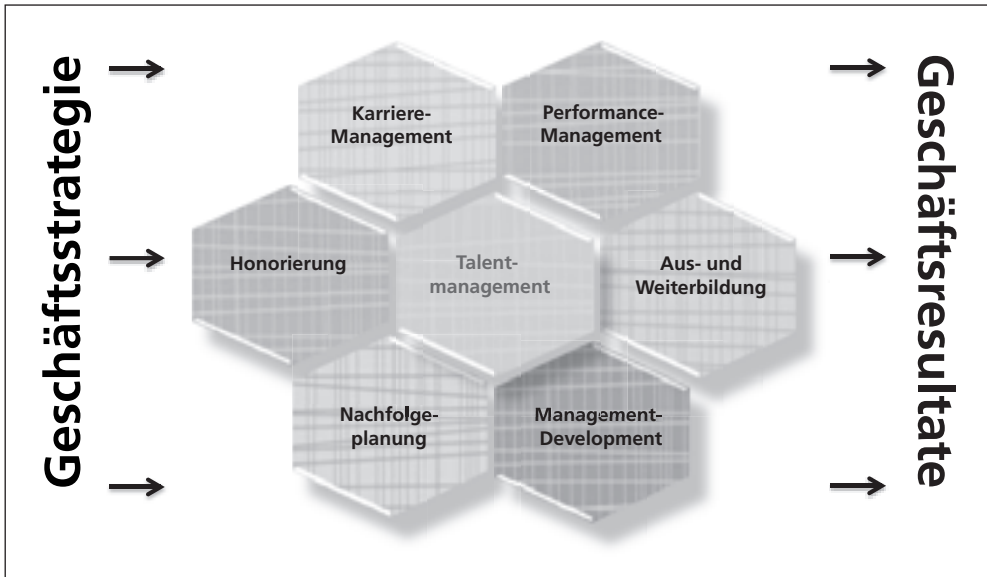 Geschäftsstrategie
Karriere-
Management
Performance-
Management
Honorierung
Talent-
management
Aus- und
Weiterbildung
Nachfolge-
planung
Management-
Development
Geschäftsresultate